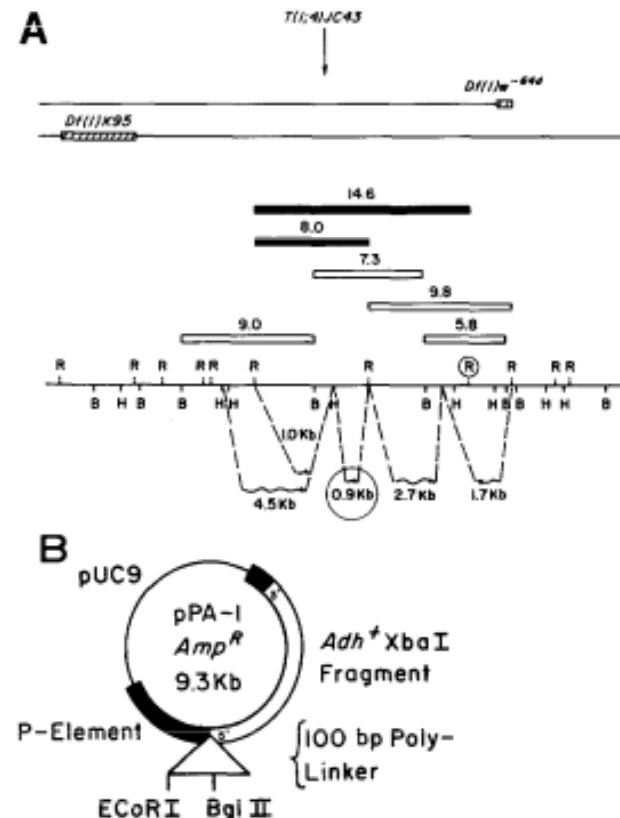 A
T(1;4)JC43
Df(1)w-64d
Df(1)K95
14.6
8.0
7.3
9.8
9.0 5.8
R R R R R R R R R R R R
B H B B H H B H B H H B B H H B
1.0Kb
4.5Kb 0.9Kb 2.7Kb 1.7Kb
B
pUC9
pPA-1
AmpR
9.3Kb
Adh+ XbaI
Fragment
P-Element
100 bp Poly-
Linker
ECoRI BgI II